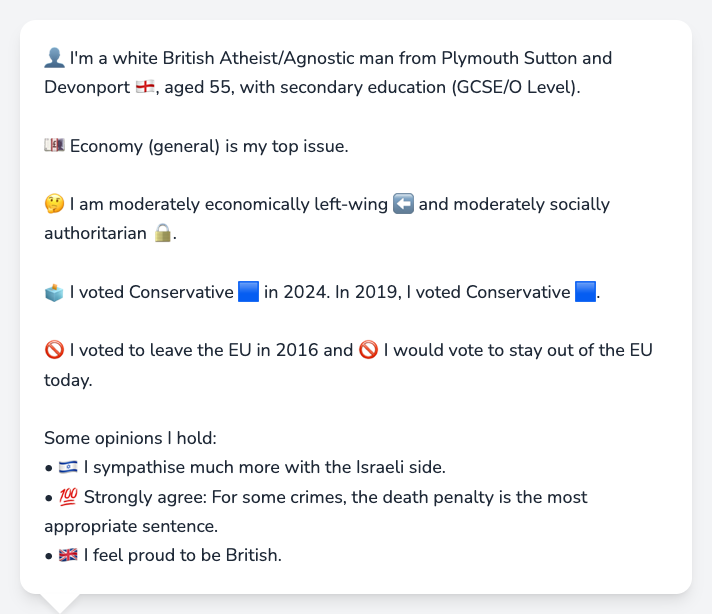 👤 I'm a white British Atheist/Agnostic man from Plymouth Sutton and
Devonport 🏴󠁧󠁢󠁥󠁮󠁧󠁿, aged 55, with secondary education (GCSE/O Level).
💷 Economy (general) is my top issue.
🤔 I am moderately economically left-wing ⬅️ and moderately socially
authoritarian 🔒.
🗳️ I voted Conservative 🟦 in 2024. In 2019, I voted Conservative 🟦.
🚫 I voted to leave the EU in 2016 and 🚫 I would vote to stay out of the EU
today.
Some opinions I hold:
• 🇮🇱 I sympathise much more with the Israeli side.
• 💯 Strongly agree: For some crimes, the death penalty is the most
appropriate sentence.
• 🇬🇧 I feel proud to be British.